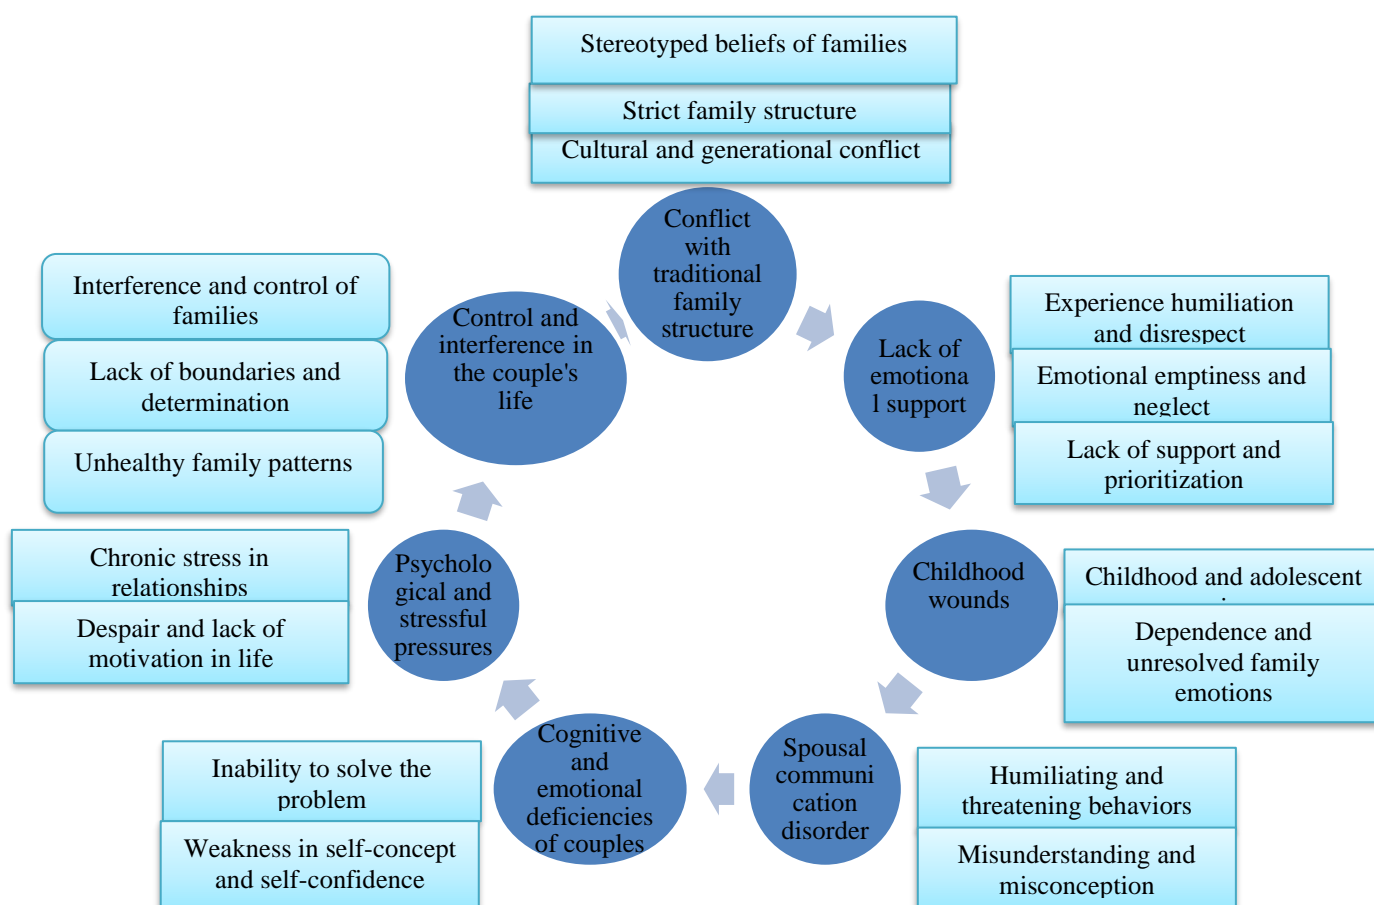 Stereotyped beliefs of families
Strict family structure
Cultural and generational conflict
Conflict
with
traditional
family
structure
Lack of
emotiona
l support
Experience humiliation
and disrespect
Emotional emptiness and
neglect
Lack of support and
prioritization
Childhood
wounds
Childhood and adolescent
Dependence and
unresolved family
emotions
Spousal
communi
cation
disorder
Humiliating and
threatening behaviors
Misunderstanding and
misconception
Cognitive
and
emotional
deficiencies
of couples
Inability to solve the
problem
Weakness in self-concept
and self-confidence
Psycholo
gical and
stressful
pressures
Chronic stress in
relationships
Despair and lack of
motivation in life
Control and
interference in
the couple's
life
Interference and control of
families
Lack of boundaries and
determination
Unhealthy family patterns